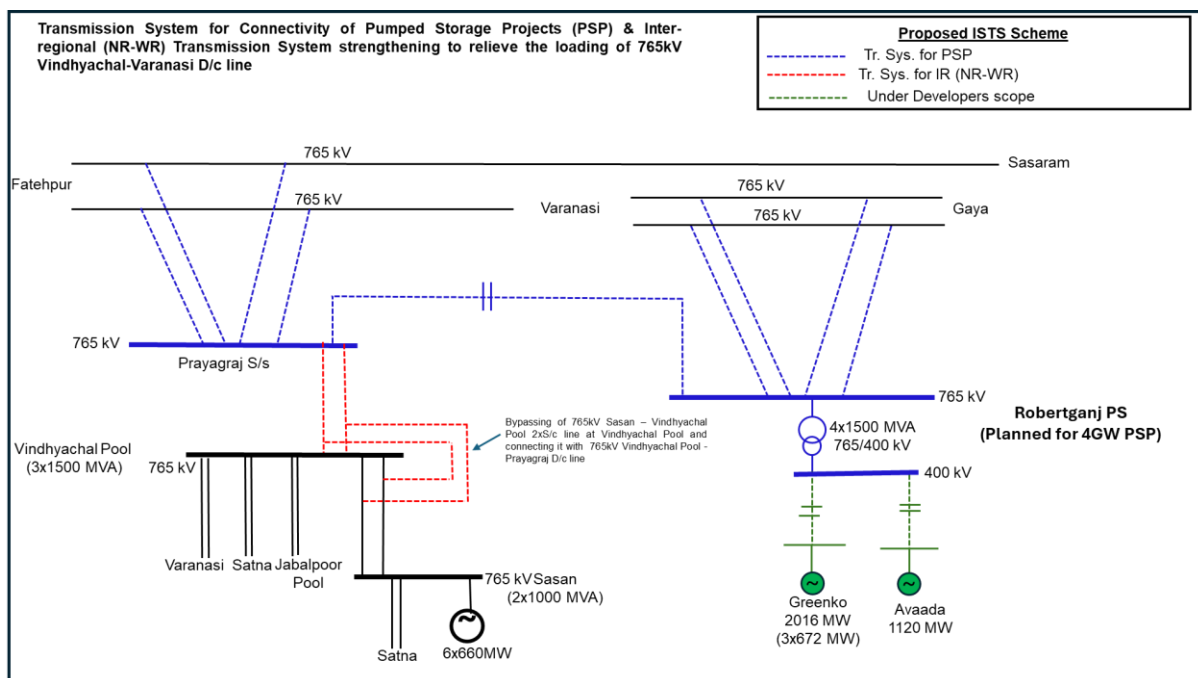 Transmission System for Connectivity of Pumped Storage Projects (PSP) & Inter-
regional (NR-WR) Transmission System strengthening to relieve the loading of 765kV
Vindhyachal-Varanasi D/c line
Proposed ISTS Scheme
Tr. Sys. for PSP
Tr. Sys. for IR (NR-WR)
Under Developers scope
765 kV
Sasaram
Fatehpur
765 kV
Varanasi
765 kV
765 kV
Gaya
765 kV
Prayagraj S/s
765 kV
Robertganj PS
(Planned for 4GW PSP)
4x1500 MVA
765/400 kV
400 kV
Bypassing of 765kV Sasan – Vindhyachal
Pool 2xS/c line at Vindhyachal Pool and
connecting it with 765kV Vindhyachal Pool -
Prayagraj D/c line
Vindhyachal Pool
(3x1500 MVA)
765 kV
Varanasi
Satna
Jabalpoor
Pool
765 kV Sasan
(2x1000 MVA)
Satna
~
6x660MW
~
Greenko
2016 MW
(3x672 MW)
~
Avaada
1120 MW